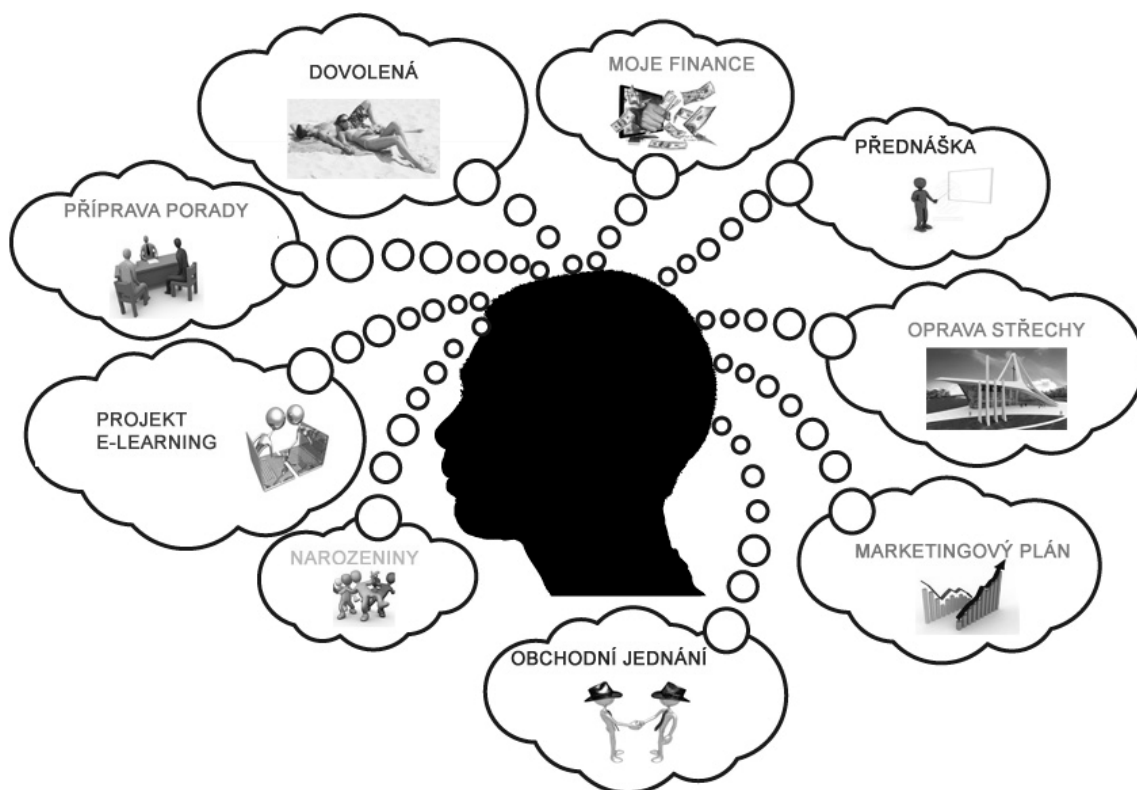 DOVOLENÁ
MOJE FINANCE
PŘEDNÁŠKA
PŘÍPRAVA PORADY
OPRAVA STŘECHY
PROJEKT
E-LEARNING
NAROZENINY
MARKETINGOVÝ PLÁN
OBCHODNÍ JEDNÁNÍ